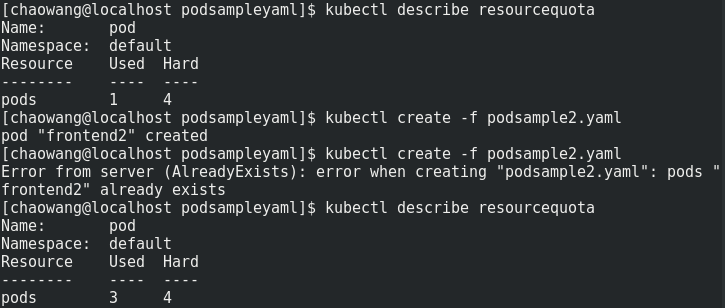 [chaowang@localhost podsampleyaml]$ kubectl describe resourcequota
Name:       pod
Namespace:  default
Resource    Used  Hard
--------    ----  ----
pods        1     4
[chaowang@localhost podsampleyaml]$ kubectl create -f podsample2.yaml
pod "frontend2" created
[chaowang@localhost podsampleyaml]$ kubectl create -f podsample2.yaml
Error from server (AlreadyExists): error when creating "podsample2.yaml": pods "
frontend2" already exists
[chaowang@localhost podsampleyaml]$ kubectl describe resourcequota
Name:       pod
Namespace:  default
Resource    Used  Hard
--------    ----  ----
pods        3     4